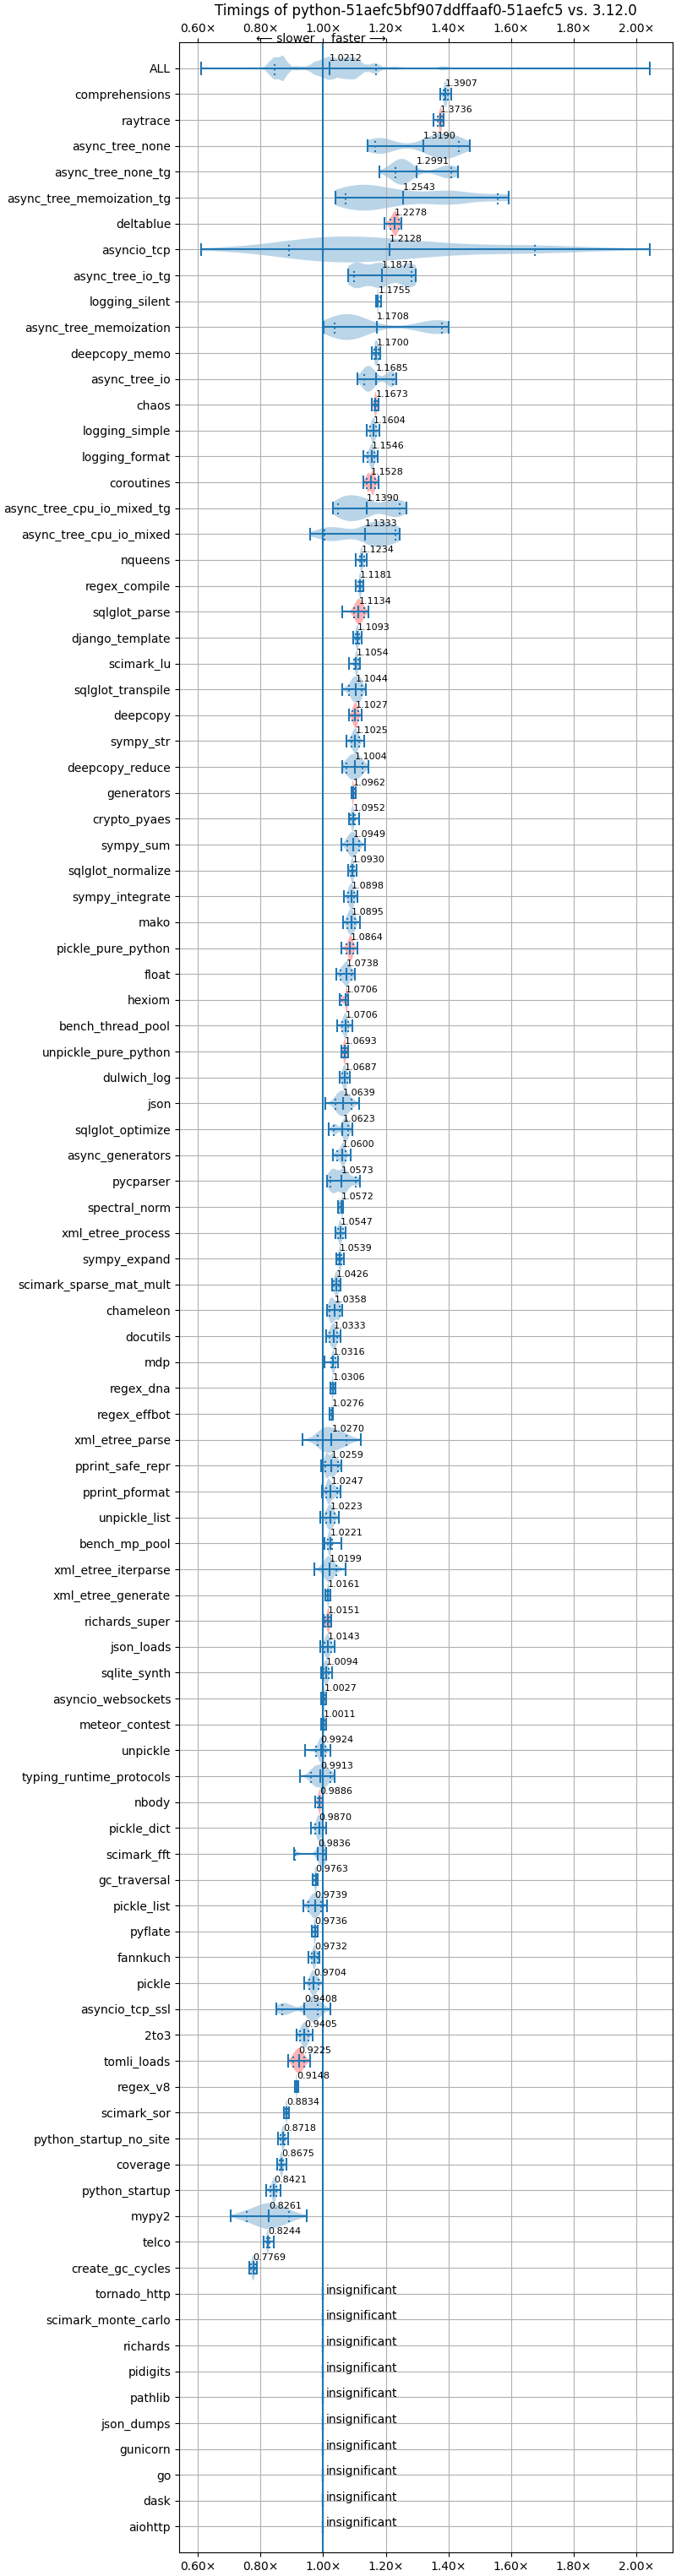 Timings of python-51aefc5bf907ddffaaf0-51aefc5 vs. 3.12.0
0.60× 0.80× 1.00× 1.20× 1.40× 1.60× 1.80× 2.00×
⟵ slower faster ⟶
ALL 1.0212
comprehensions 1.3907
raytrace 1.3736
async_tree_none 1.3190
async_tree_none_tg 1.2991
async_tree_memoization_tg 1.2543
deltablue 1.2278
asyncio_tcp 1.2128
async_tree_io_tg 1.1871
logging_silent 1.1755
async_tree_memoization 1.1708
deepcopy_memo 1.1700
async_tree_io 1.1685
chaos 1.1673
logging_simple 1.1604
logging_format 1.1546
coroutines 1.1528
async_tree_cpu_io_mixed_tg 1.1390
async_tree_cpu_io_mixed 1.1333
nqueens 1.1234
regex_compile 1.1181
sqlglot_parse 1.1134
django_template 1.1093
scimark_lu 1.1054
sqlglot_transpile 1.1044
deepcopy 1.1027
sympy_str 1.1025
deepcopy_reduce 1.1004
generators 1.0962
crypto_pyaes 1.0952
sympy_sum 1.0949
sqlglot_normalize 1.0930
sympy_integrate 1.0898
mako 1.0895
pickle_pure_python 1.0864
float 1.0738
hexiom 1.0706
bench_thread_pool 1.0706
unpickle_pure_python 1.0693
dulwich_log 1.0687
json 1.0639
sqlglot_optimize 1.0623
async_generators 1.0600
pycparser 1.0573
spectral_norm 1.0572
xml_etree_process 1.0547
sympy_expand 1.0539
scimark_sparse_mat_mult 1.0426
chameleon 1.0358
docutils 1.0333
mdp 1.0316
regex_dna 1.0306
regex_effbot 1.0276
xml_etree_parse 1.0270
pprint_safe_repr 1.0259
pprint_pformat 1.0247
unpickle_list 1.0223
bench_mp_pool 1.0221
xml_etree_iterparse 1.0199
xml_etree_generate 1.0161
richards_super 1.0151
json_loads 1.0143
sqlite_synth 1.0094
asyncio_websockets 1.0027
meteor_contest 1.0011
unpickle 0.9924
typing_runtime_protocols 0.9913
nbody 0.9886
pickle_dict 0.9870
scimark_fft 0.9836
gc_traversal 0.9763
pickle_list 0.9739
pyflate 0.9736
fannkuch 0.9732
pickle 0.9704
asyncio_tcp_ssl 0.9408
2to3 0.9405
tomli_loads 0.9225
regex_v8 0.9148
scimark_sor 0.8834
python_startup_no_site 0.8718
coverage 0.8675
python_startup 0.8421
mypy2 0.8261
telco 0.8244
create_gc_cycles 0.7769
tornado_http insignificant
scimark_monte_carlo insignificant
richards insignificant
pidigits insignificant
pathlib insignificant
json_dumps insignificant
gunicorn insignificant
go insignificant
dask insignificant
aiohttp insignificant
0.60× 0.80× 1.00× 1.20× 1.40× 1.60× 1.80× 2.00×